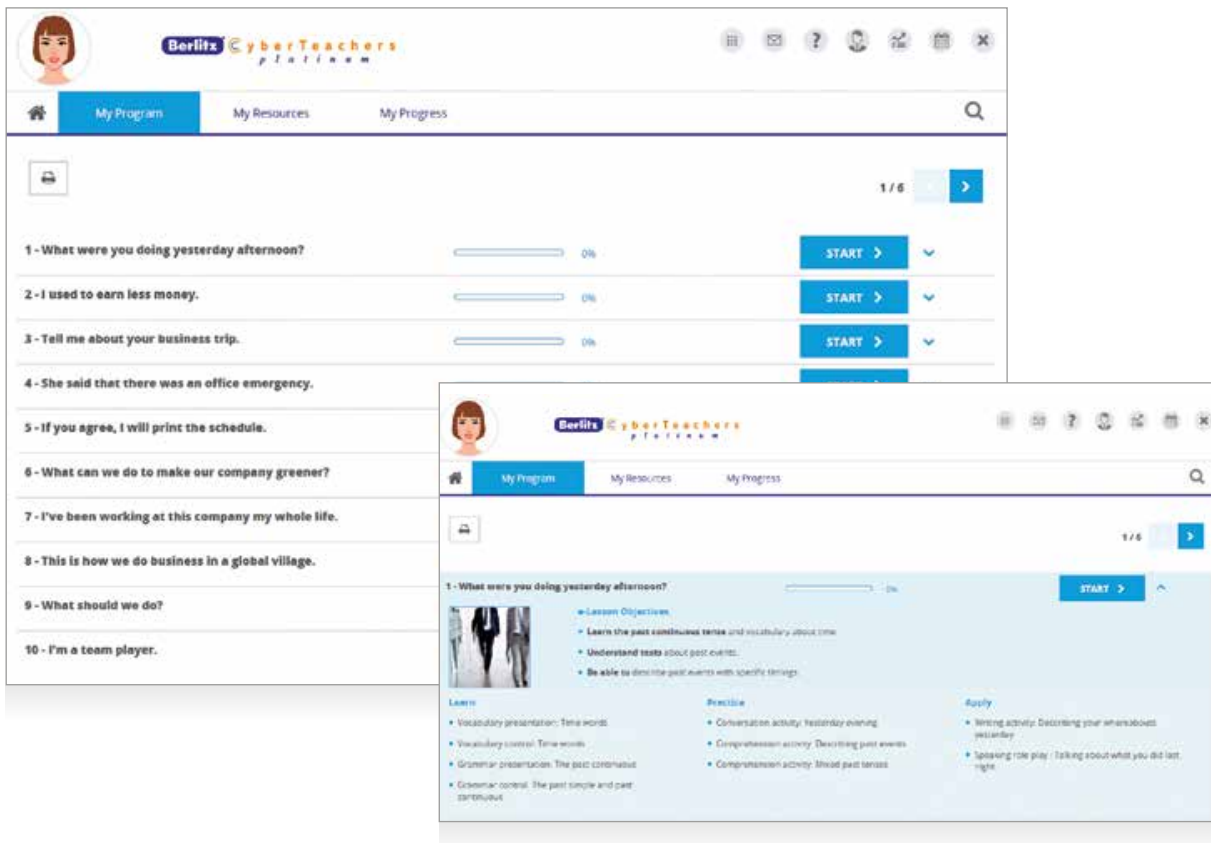 Berlitz CyberTeachers
platinum
?
My Program My Resources My Progress
1 / 6
1 - What were you doing yesterday afternoon? 0% START
2 - I used to earn less money. 0% START
3 - Tell me about your business trip. 0% START
4 - She said that there was an office emergency.
5 - If you agree, I will print the schedule.
6 - What can we do to make our company greener?
7 - I've been working at this company my whole life.
8 - This is how we do business in a global village.
9 - What should we do?
10 - I'm a team player.
Berlitz CyberTeachers
platinum
?
My Program My Resources My Progress
1 / 6
1 - What were you doing yesterday afternoon? 0% START
e-Lesson Objectives
Learn the past continuous tense and vocabulary about time.
Understand texts about past events.
Be able to describe past events with specific timings.
Learn
Vocabulary presentation: Time words
Vocabulary control: Time words
Grammar presentation: The past continuous
Grammar control: The past simple and past
continuous
Practise
Conversation activity: Yesterday evening
Comprehension activity: Describing past events
Comprehension activity: Mixed past tenses
Apply
Writing activity: Describing your whereabouts
yesterday
Speaking role play : Talking about what you did last
night